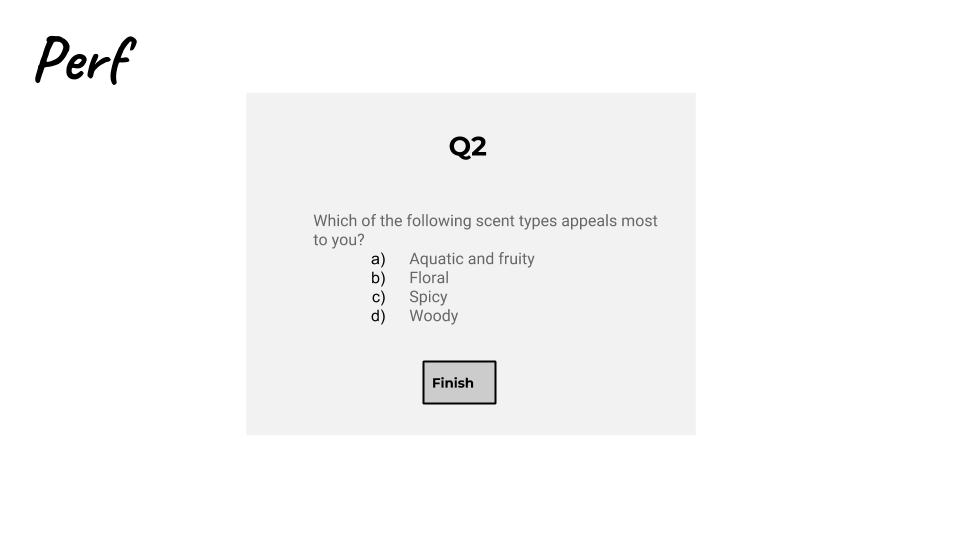 Perf
Q2
Which of the following scent types appeals most
to you?
a) Aquatic and fruity
b) Floral
c) Spicy
d) Woody
Finish